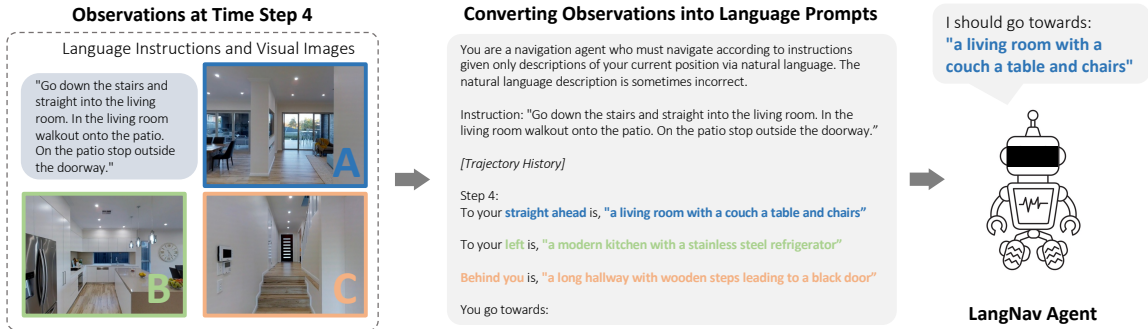 Observations at Time Step 4
Language Instructions and Visual Images
"Go down the stairs and
straight into the living
room. In the living room
walkout onto the patio.
On the patio stop outside
the doorway."
A
B
C
Converting Observations into Language Prompts
You are a navigation agent who must navigate according to instructions
given only descriptions of your current position via natural language. The
natural language description is sometimes incorrect.
Instruction: "Go down the stairs and straight into the living room. In the
living room walkout onto the patio. On the patio stop outside the doorway.”
[Trajectory History]
Step 4:
To your straight ahead is, "a living room with a couch a table and chairs”
To your left is, "a modern kitchen with a stainless steel refrigerator”
Behind you is, "a long hallway with wooden steps leading to a black door”
You go towards:
I should go towards:
"a living room with a
couch a table and chairs"
LangNav Agent